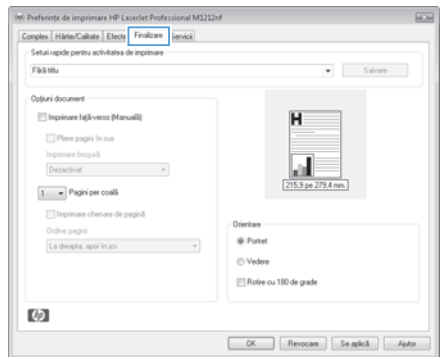 Preferinţe de imprimare HP LaserJet Professional M1212nf
Complex Hârtie/Calitate Efecte Finalizare Servicii
Seturi rapide pentru activitatea de imprimare
Fără titlu Salvare
Opţiuni document
Imprimare faţă-verso (Manuală)
Pliere pagini în sus
Imprimare broşură
Dezactivat
1 Pagini per coală
Imprimare chenare de pagină
Ordine pagini
La dreapta, apoi în jos
H
215,9 pe 279,4 mm.
Orientare
Portret
Vedere
Rotire cu 180 de grade
hp
OK Revocare Se aplică Ajutor